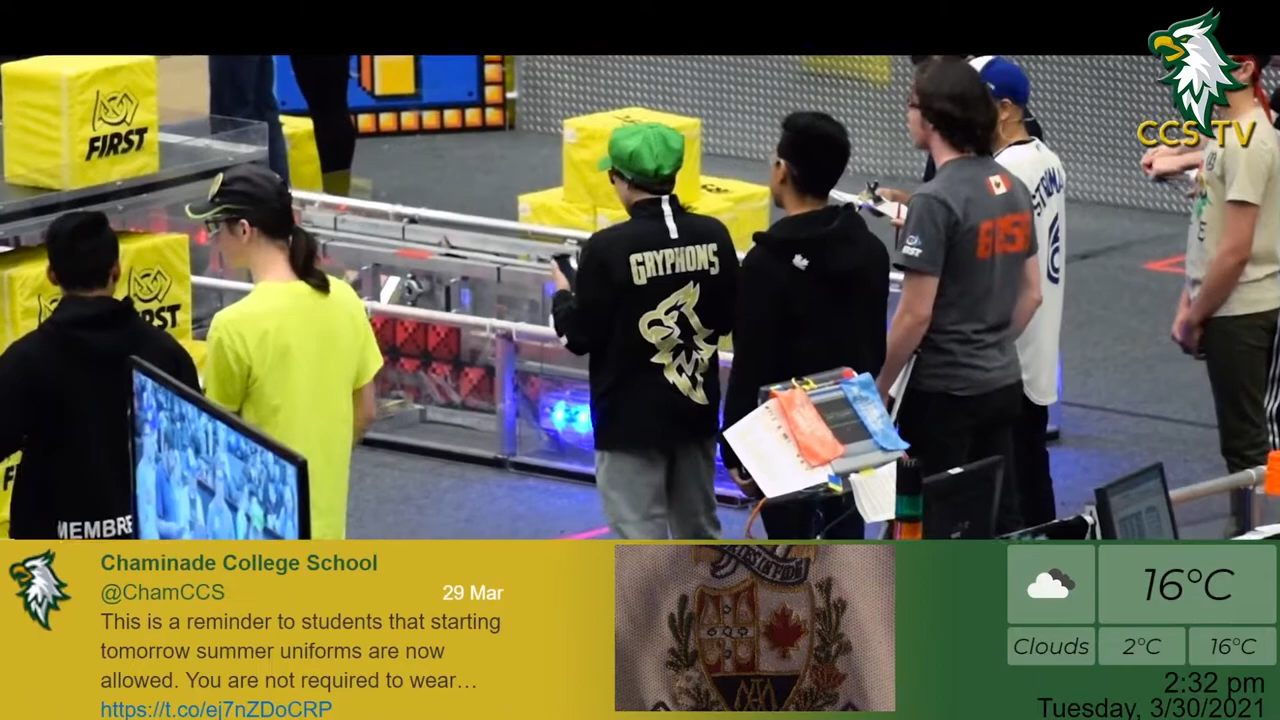 CCS TV
FIRST
GRYPHONS
FIRST
MEMBRE
Chaminade College School
@ChamCCS
29 Mar
This is a reminder to students that starting
tomorrow summer uniforms are now
allowed. You are not required to wear…
https://t.co/ej7nZDoCRP
16°C
Clouds
2°C
16°C
2:32 pm
Tuesday, 3/30/2021